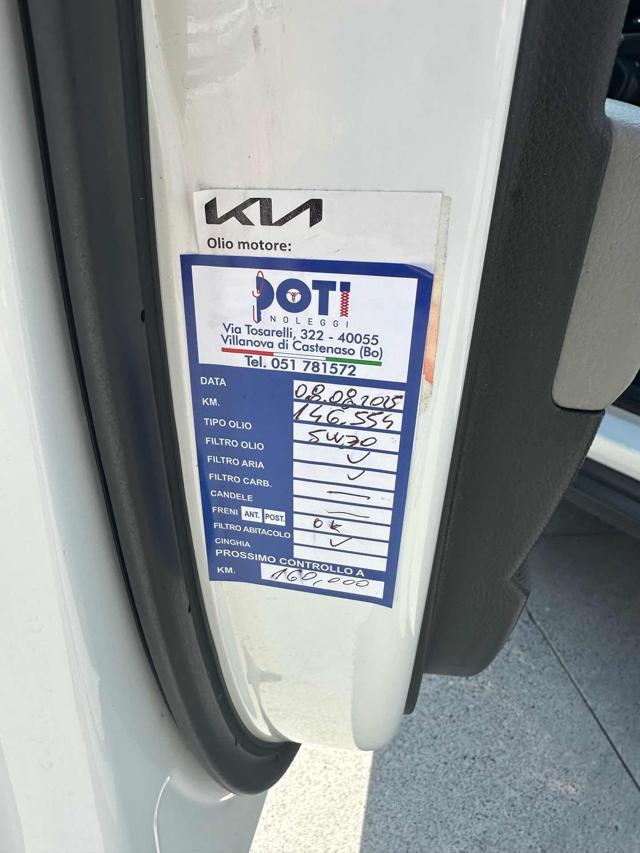 KIA
Olio motore:
POTI
NOLEGGI
Via Tosarelli, 322 - 40055
Villanova di Castenaso (Bo)
Tel. 051 781572
DATA 08.08.2025
KM. 146.554
TIPO OLIO 5W30
FILTRO OLIO ✓
FILTRO ARIA ✓
FILTRO CARB. —
CANDELE —
FRENI ANT. POST. OK
FILTRO ABITACOLO ✓
CINGHIA
PROSSIMO CONTROLLO A
KM. 160,000